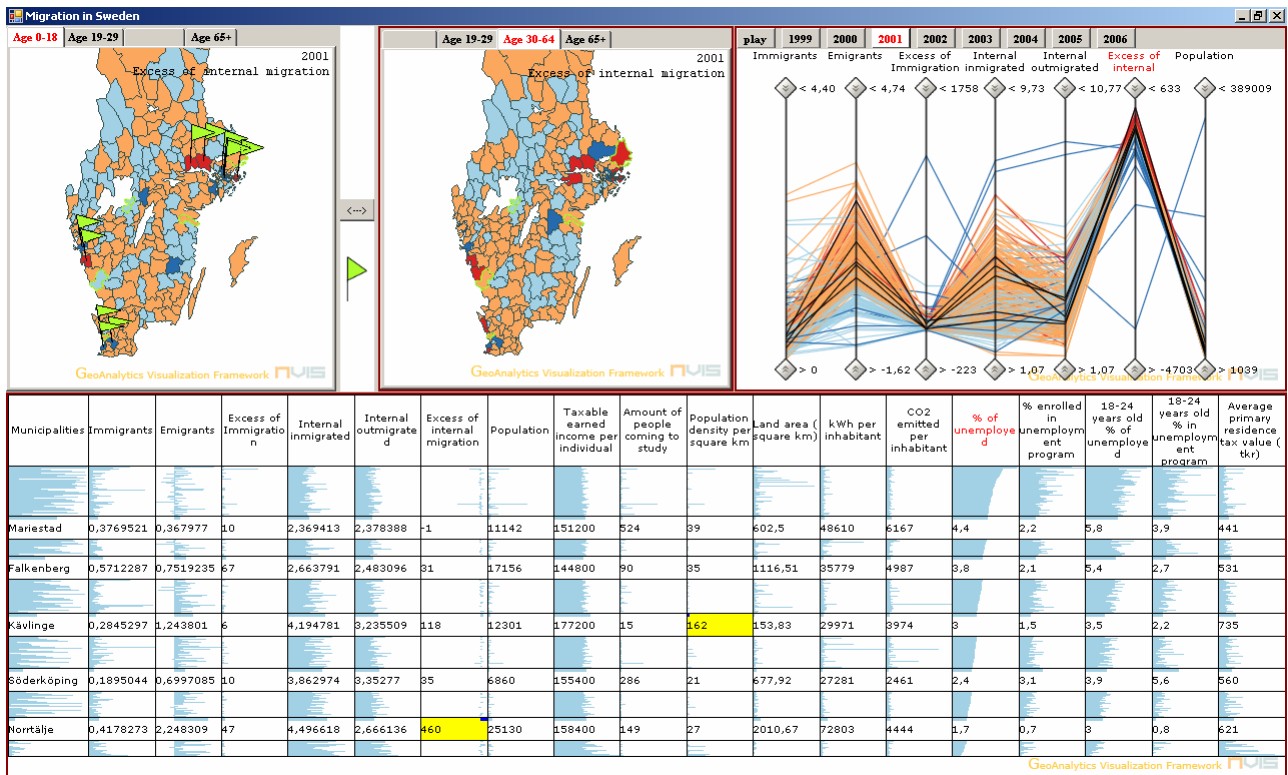 Migration in Sweden
Age 0-18 Age 19-29 Age 65+
2001
Excess of internal migration
GeoAnalytics Visualization Framework NVIS
<--->
Age 19-29 Age 30-64 Age 65+
2001
Excess of internal migration
GeoAnalytics Visualization Framework NVIS
play 1999 2000 2001 2002 2003 2004 2005 2006
Immigrants Emigrants Excess of Immigration Internal inmigrated Internal outmigrated Excess of internal Population
< 4,40 < 4,74 < 1758 < 9,73 < 10,77 < 633 < 389009
> 0 > -1,62 > -223 > 1,07 > 1,07 > -4703 > 1039
GeoAnalytics Visualization Framework NVIS
Municipalities Immigrants Emigrants Excess of Immigratio n Internal inmigrated Internal outmigrate d Excess of internal migration Population Taxable earned income per individual Amount of people coming to study Population density per square km Land area ( square km) kWh per inhabitant CO2 emitted per inhabitant % of unemploye d % enrolled in unemploym ent program 18-24 years old % of unemploye d 18-24 years old % in unemploym ent program Average primary residence tax value ( tkr)
Mariestad 0,3769521 0,367977 10 2,369413 2,378388 -1 11142 151200 524 39 602,5 48610 6167 4,4 2,2 5,8 3,9 441
Falkenberg 0,5712287 0,7519235 67 2,663791 2,483096 31 17156 144800 90 35 1116,51 35779 4987 3,8 2,1 5,4 2,7 531
Kävlinge 0,2845297 1,243801 6 4,194781 3,235509 118 12301 177200 15 162 153,83 29971 3974 3 1,5 3,5 2,2 735
Söderköping 0,1895044 0,6997085 10 3,862973 3,35277 35 6860 155400 286 21 677,92 27281 2461 2,4 3,1 3,9 5,6 560
Norrtälje 0,4178273 2,248309 47 4,496618 2,666136 460 25130 158400 149 27 2010,67 72803 4444 1,7 0,7 3 0,8 621
GeoAnalytics Visualization Framework NVIS